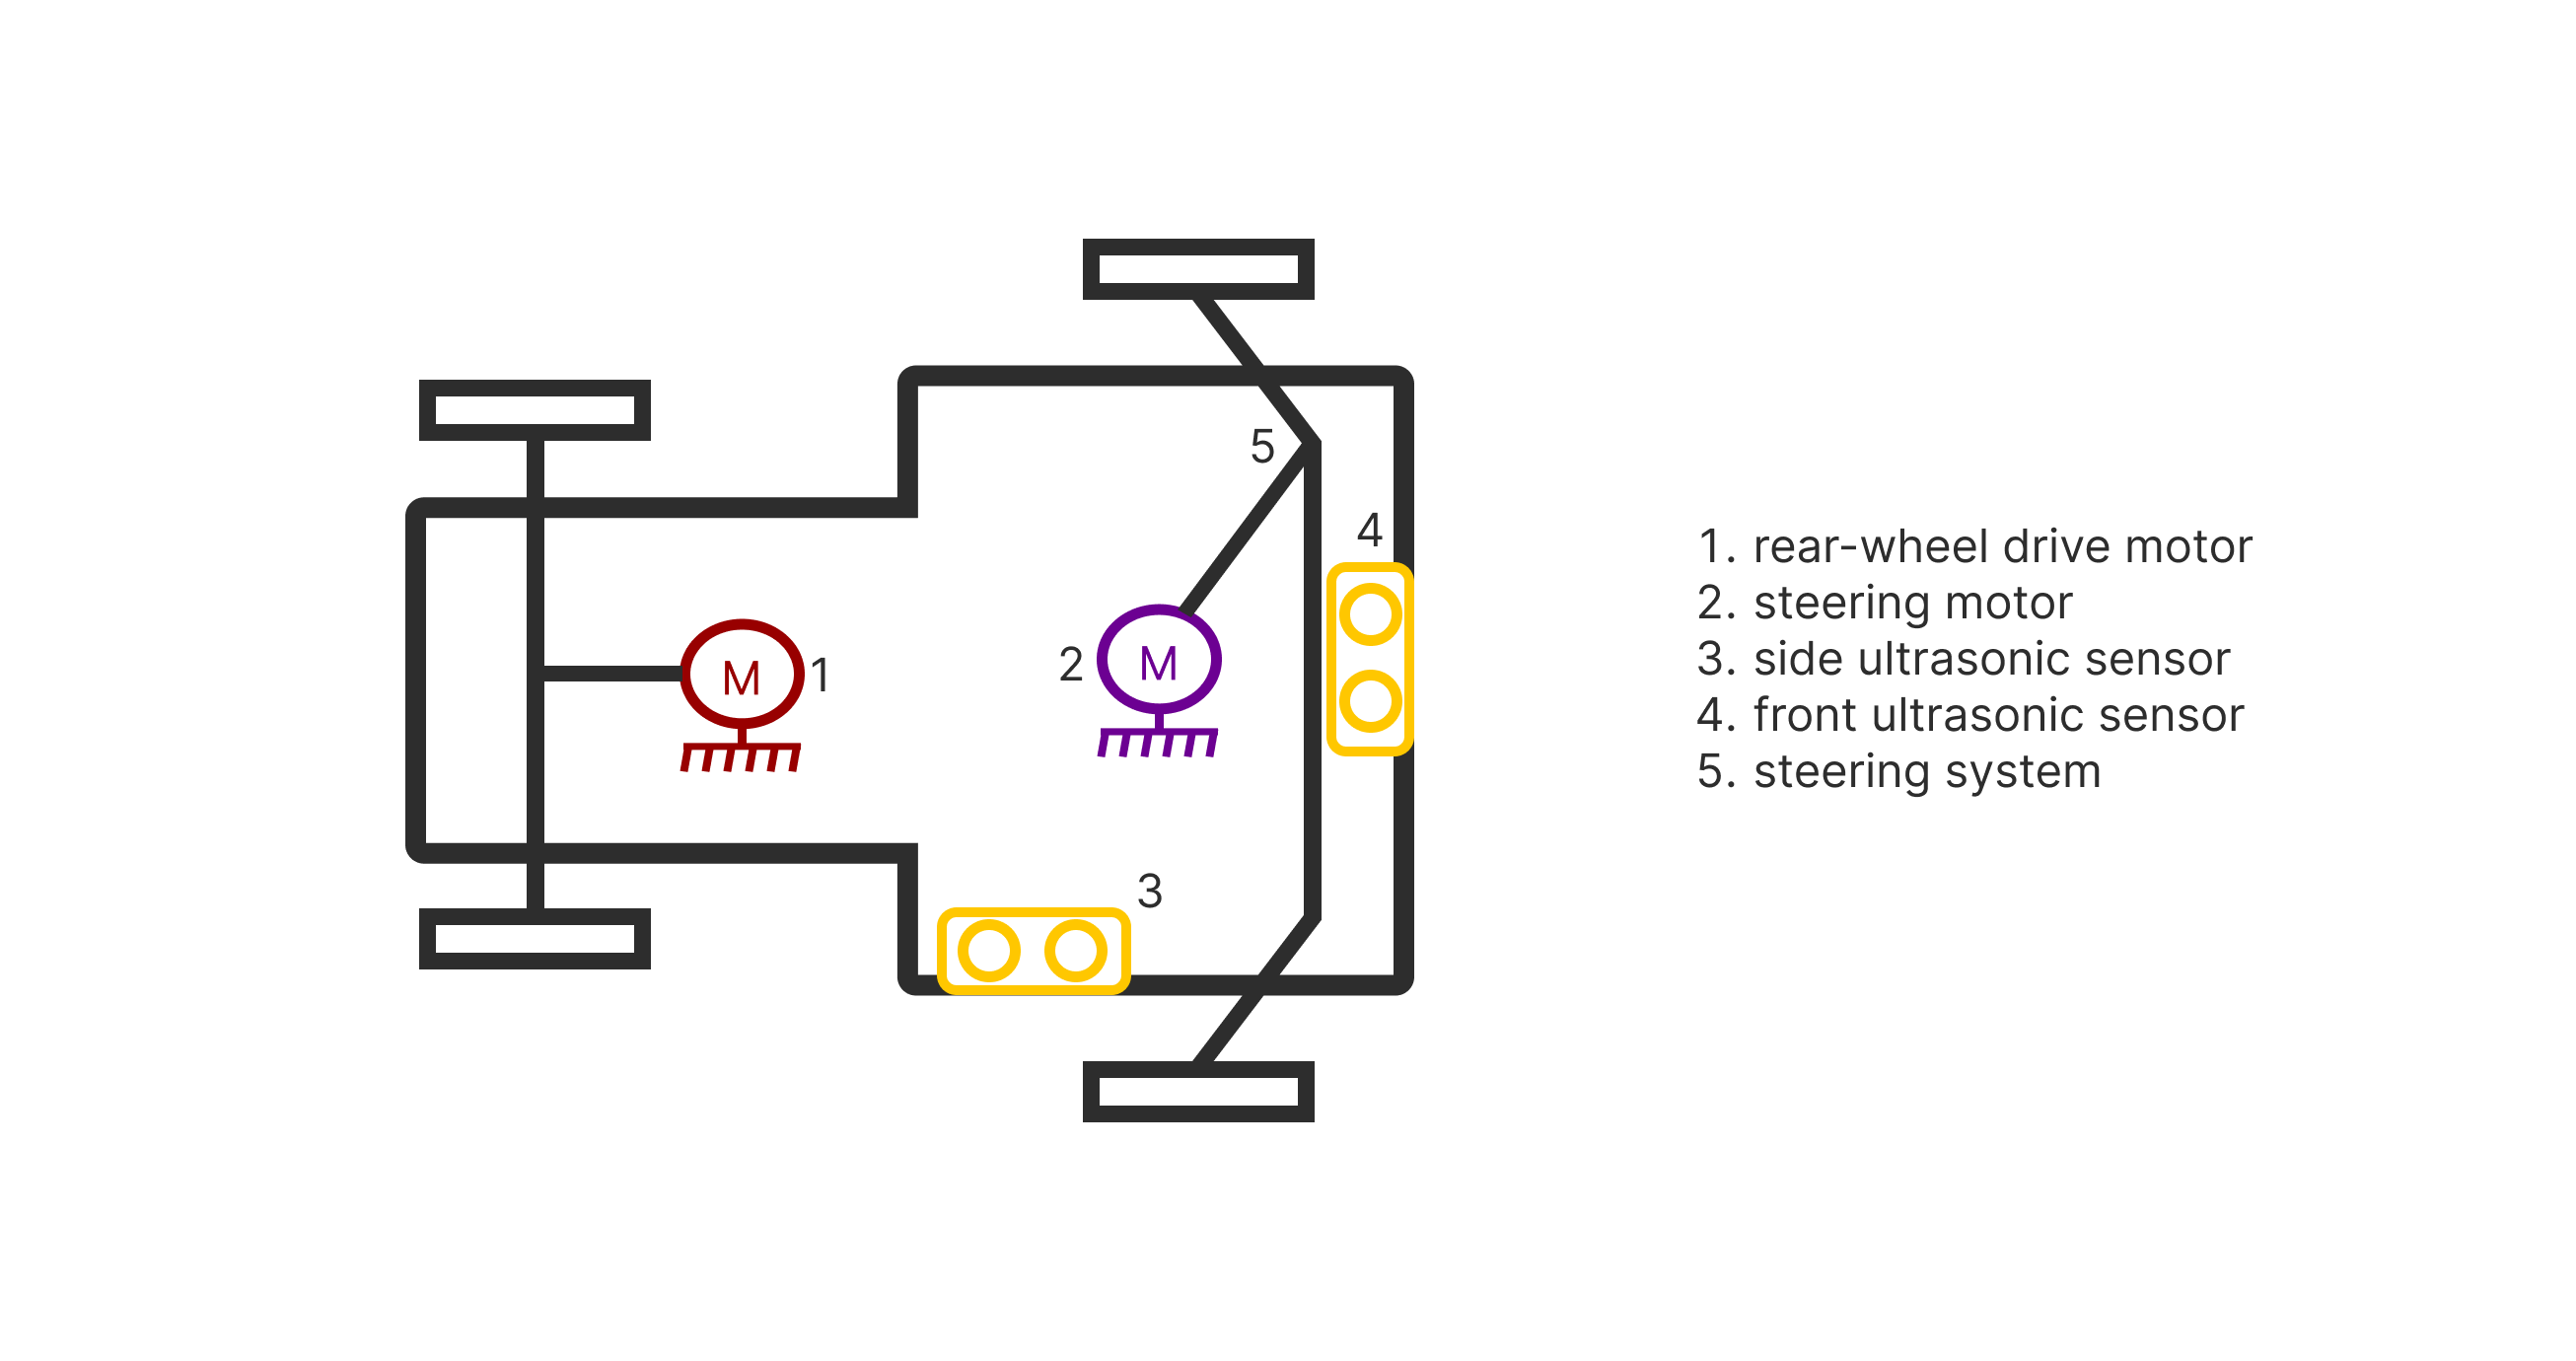 5
4
M
1
2
M
3
1. rear-wheel drive motor
2. steering motor
3. side ultrasonic sensor
4. front ultrasonic sensor
5. steering system